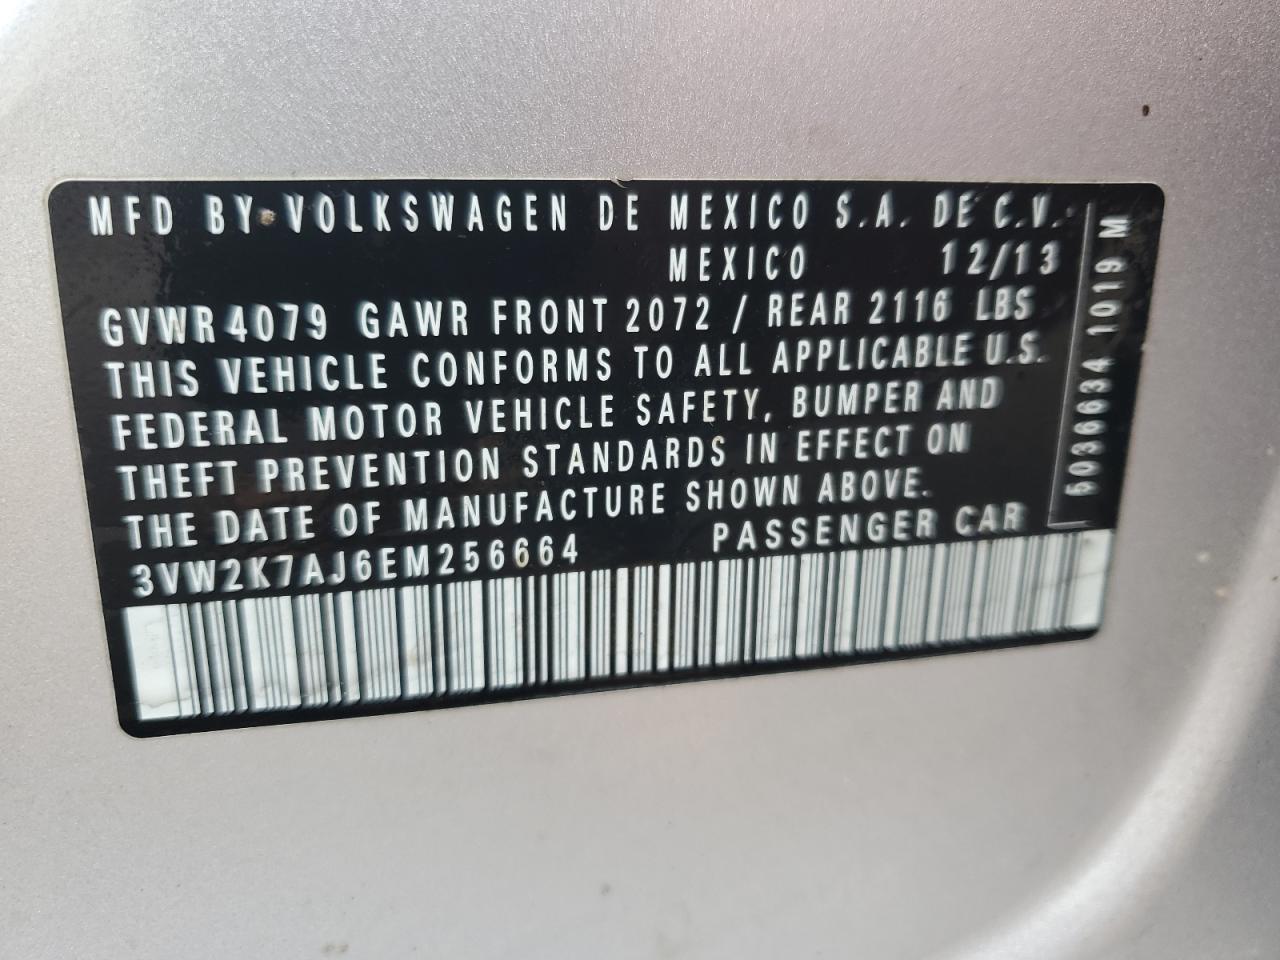 MFD BY VOLKSWAGEN DE MEXICO S.A. DE C.V.
MEXICO 12/13
GVWR 4079 GAWR FRONT 2072 / REAR 2116 LBS
THIS VEHICLE CONFORMS TO ALL APPLICABLE U.S.
FEDERAL MOTOR VEHICLE SAFETY, BUMPER AND
THEFT PREVENTION STANDARDS IN EFFECT ON
THE DATE OF MANUFACTURE SHOWN ABOVE.
3VW2K7AJ6EM256664 PASSENGER CAR
5036634 1019 M